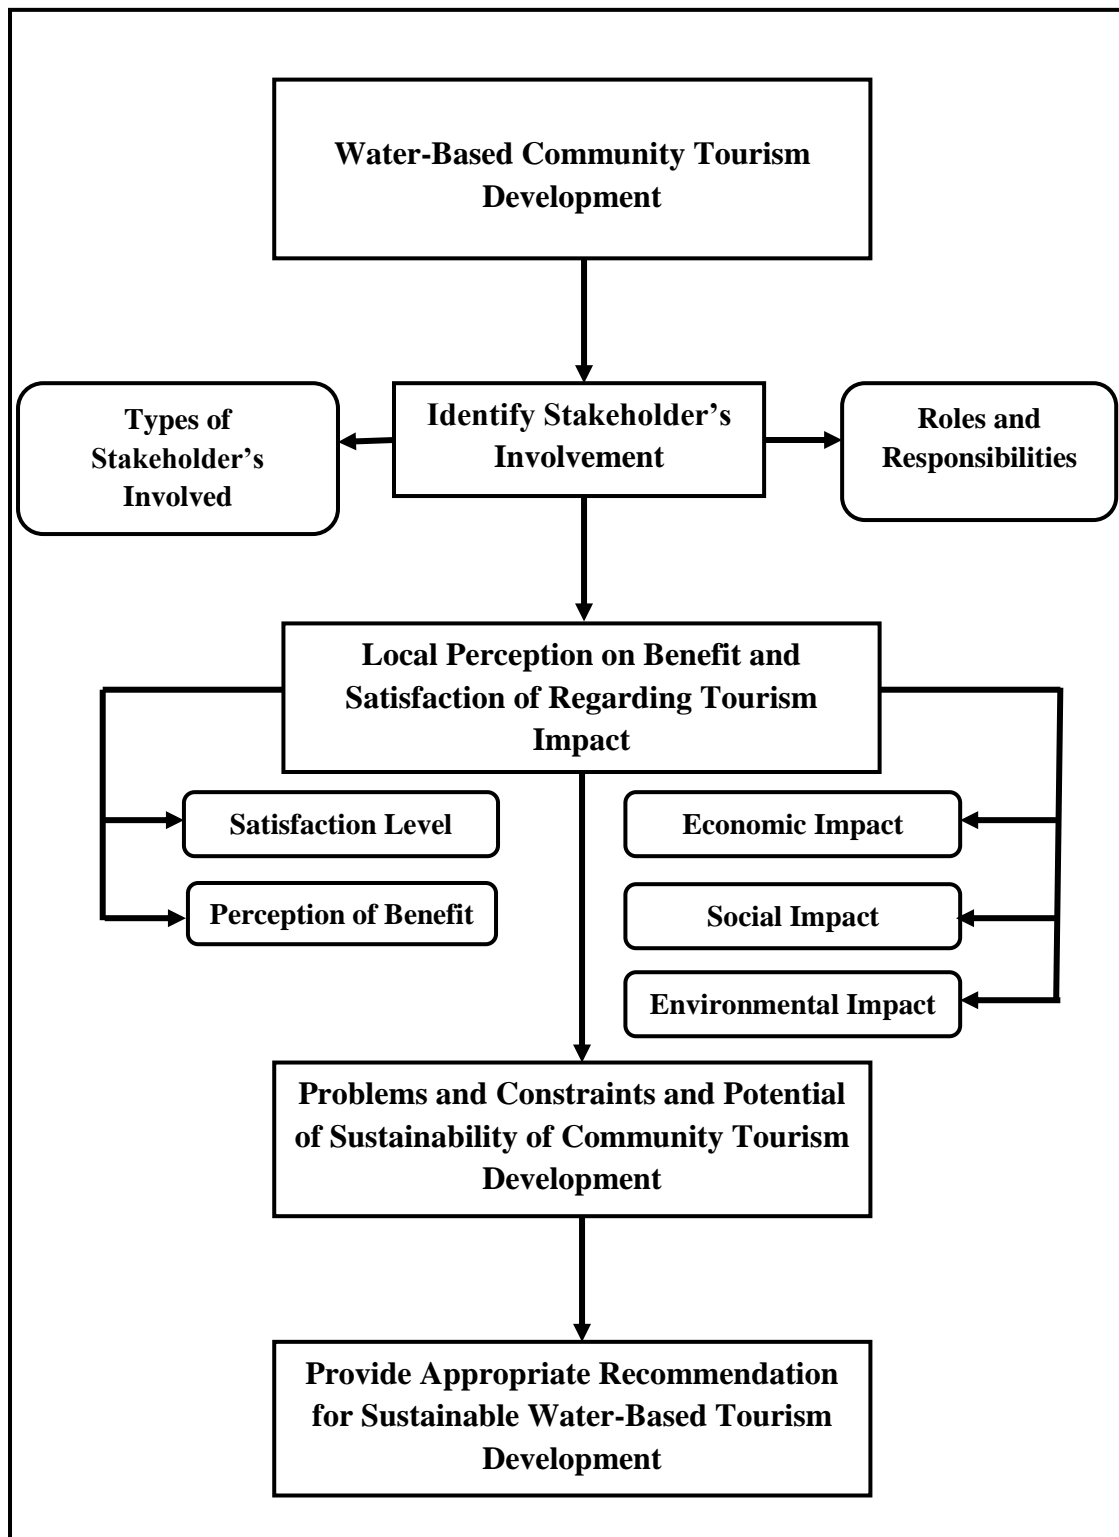 Water-Based Community Tourism
Development
Types of
Stakeholder’s
Involved
Identify Stakeholder’s
Involvement
Roles and
Responsibilities
Local Perception on Benefit and
Satisfaction of Regarding Tourism
Impact
Satisfaction Level
Economic Impact
Perception of Benefit
Social Impact
Environmental Impact
Problems and Constraints and Potential
of Sustainability of Community Tourism
Development
Provide Appropriate Recommendation
for Sustainable Water-Based Tourism
Development